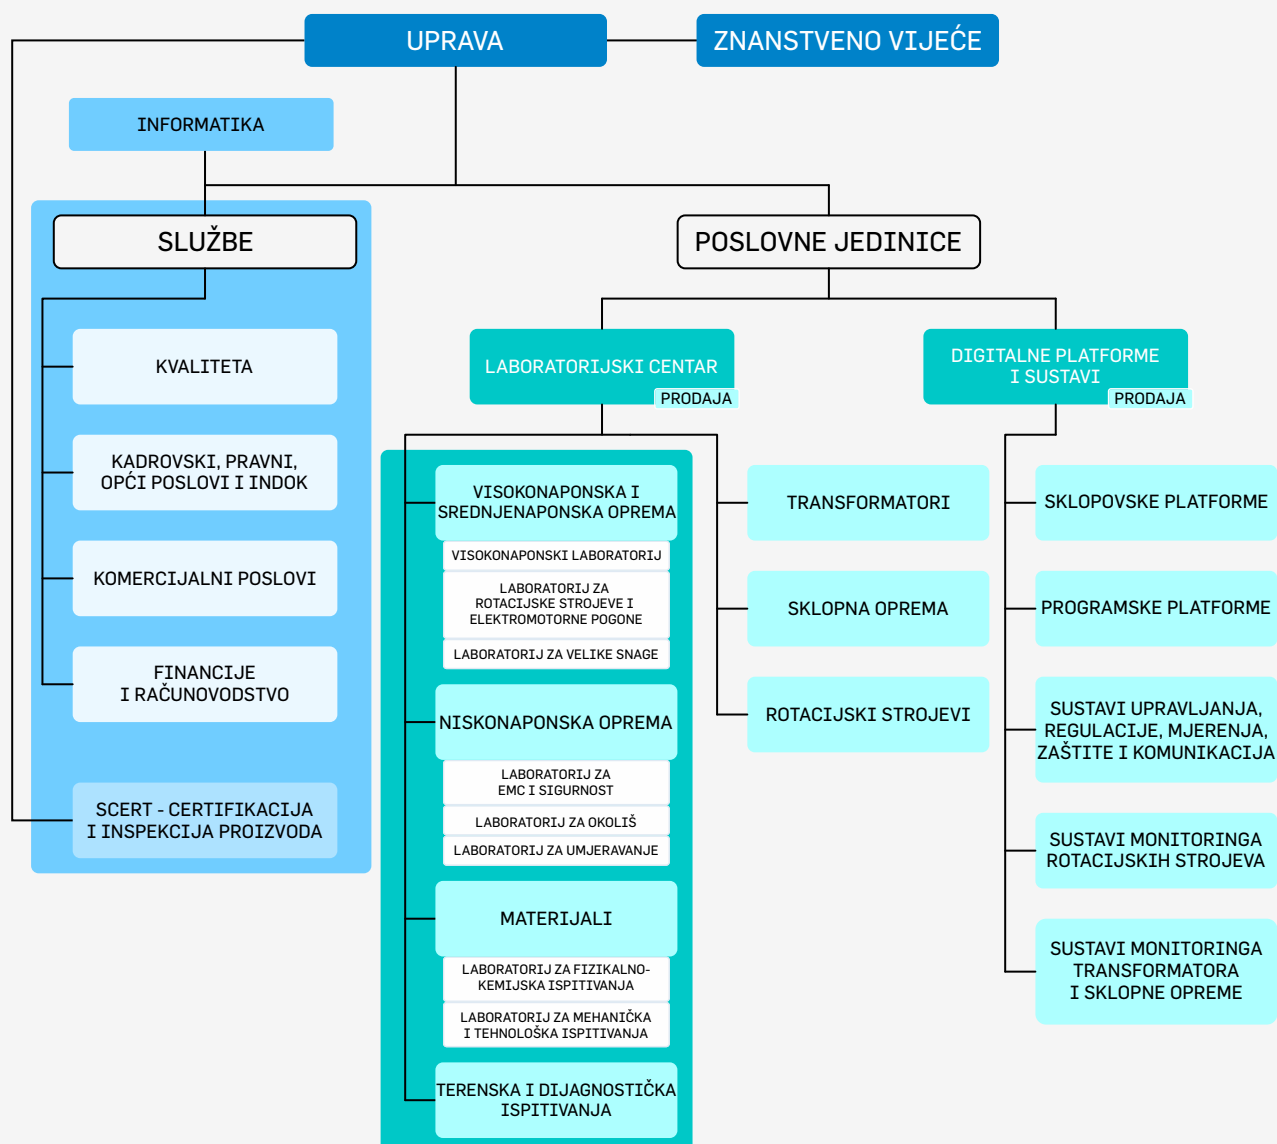 UPRAVA
ZNANSTVENO VIJEĆE
INFORMATIKA
SLUŽBE
POSLOVNE JEDINICE
KVALITETA
KADROVSKI, PRAVNI,
OPĆI POSLOVI I INDOK
KOMERCIJALNI POSLOVI
FINANCIJE
I RAČUNOVODSTVO
SCERT - CERTIFIKACIJA
I INSPEKCIJA PROIZVODA
LABORATORIJSKI CENTAR
PRODAJA
VISOKONAPONSKA I
SREDNJENAPONSKA OPREMA
VISOKONAPONSKI LABORATORIJ
LABORATORIJ ZA
ROTACIJSKE STROJEVE I
ELEKTROMOTORNE POGONE
LABORATORIJ ZA VELIKE SNAGE
NISKONAPONSKA OPREMA
LABORATORIJ ZA
EMC I SIGURNOST
LABORATORIJ ZA OKOLIŠ
LABORATORIJ ZA UMJERAVANJE
MATERIJALI
LABORATORIJ ZA FIZIKALNO-
KEMIJSKA ISPITIVANJA
LABORATORIJ ZA MEHANIČKA
I TEHNOLOŠKA ISPITIVANJA
TERENSKA I DIJAGNOSTIČKA
ISPITIVANJA
TRANSFORMATORI
SKLOPNA OPREMA
ROTACIJSKI STROJEVI
DIGITALNE PLATFORME
I SUSTAVI
PRODAJA
SKLOPOVSKE PLATFORME
PROGRAMSKE PLATFORME
SUSTAVI UPRAVLJANJA,
REGULACIJE, MJERENJA,
ZAŠTITE I KOMUNIKACIJA
SUSTAVI MONITORINGA
ROTACIJSKIH STROJEVA
SUSTAVI MONITORINGA
TRANSFORMATORA
I SKLOPNE OPREME